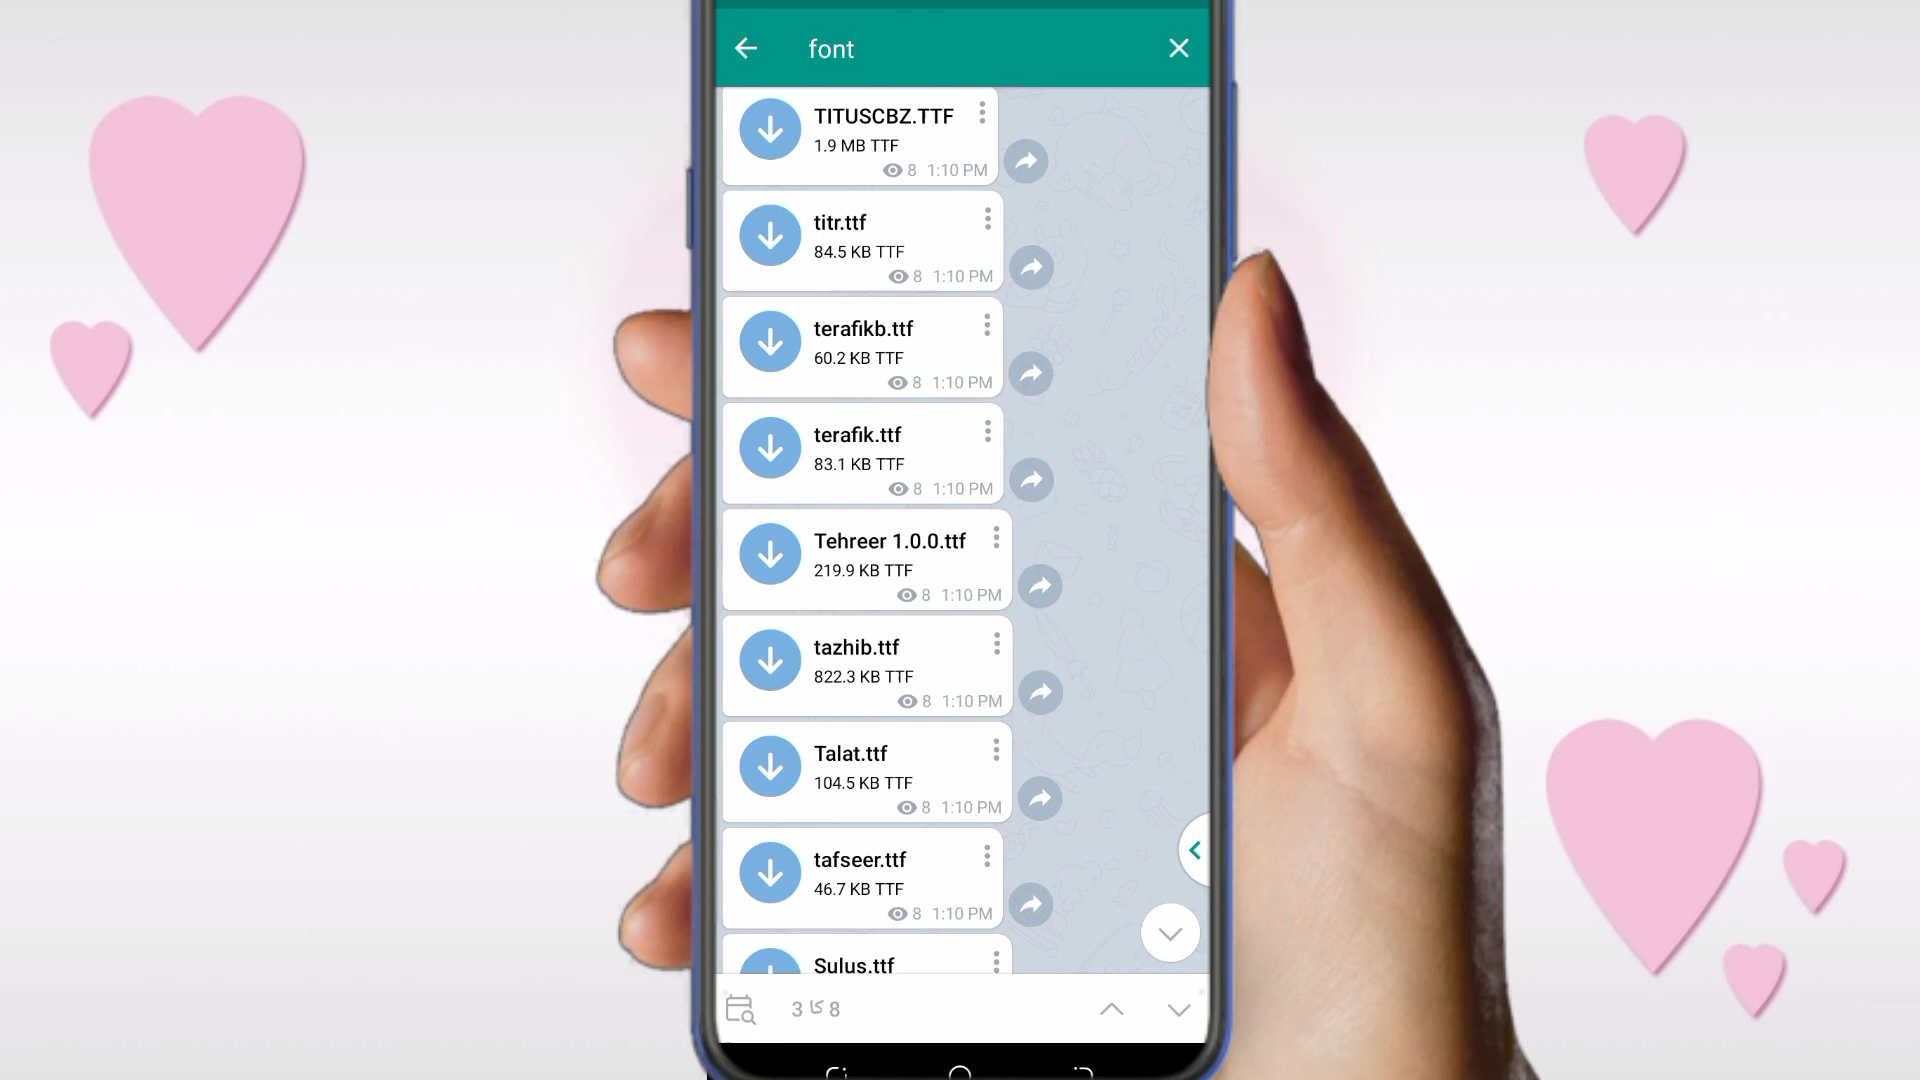 font
TITUSCBZ.TTF
1.9 MB TTF
8 1:10 PM
titr.ttf
84.5 KB TTF
8 1:10 PM
terafikb.ttf
60.2 KB TTF
8 1:10 PM
terafik.ttf
83.1 KB TTF
8 1:10 PM
Tehreer 1.0.0.ttf
219.9 KB TTF
8 1:10 PM
tazhib.ttf
822.3 KB TTF
8 1:10 PM
Talat.ttf
104.5 KB TTF
8 1:10 PM
tafseer.ttf
46.7 KB TTF
8 1:10 PM
Sulus.ttf
3 کا 8